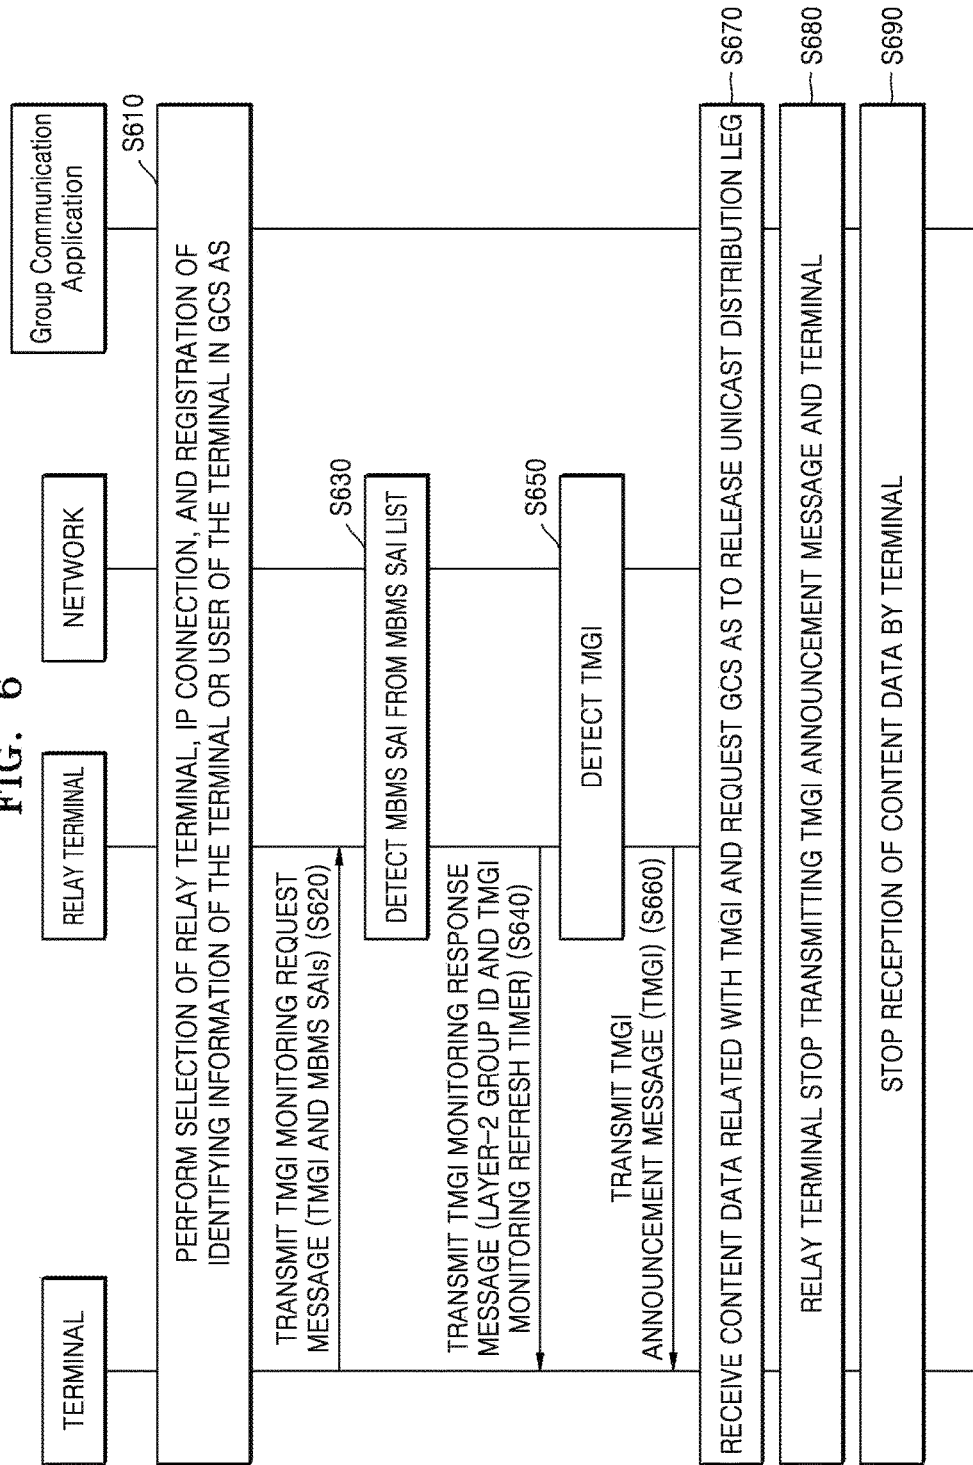 FIG. 6
TERMINAL
RELAY TERMINAL
NETWORK
Group Communication
Application
S610
PERFORM SELECTION OF RELAY TERMINAL, IP CONNECTION, AND REGISTRATION OF
IDENTIFYING INFORMATION OF THE TERMINAL OR USER OF THE TERMINAL IN GCS AS
TRANSMIT TMGI MONITORING REQUEST
MESSAGE (TMGI AND MBMS SAIs) (S620)
S630
DETECT MBMS SAI FROM MBMS SAI LIST
TRANSMIT TMGI MONITORING RESPONSE
MESSAGE (LAYER-2 GROUP ID AND TMGI
MONITORING REFRESH TIMER) (S640)
S650
DETECT TMGI
TRANSMIT TMGI
ANNOUNCEMENT MESSAGE (TMGI) (S660)
RECEIVE CONTENT DATA RELATED WITH TMGI AND REQUEST GCS AS TO RELEASE UNICAST DISTRIBUTION LEG
S670
RELAY TERMINAL STOP TRANSMITTING TMGI ANNOUNCEMENT MESSAGE AND TERMINAL
S680
STOP RECEPTION OF CONTENT DATA BY TERMINAL
S690